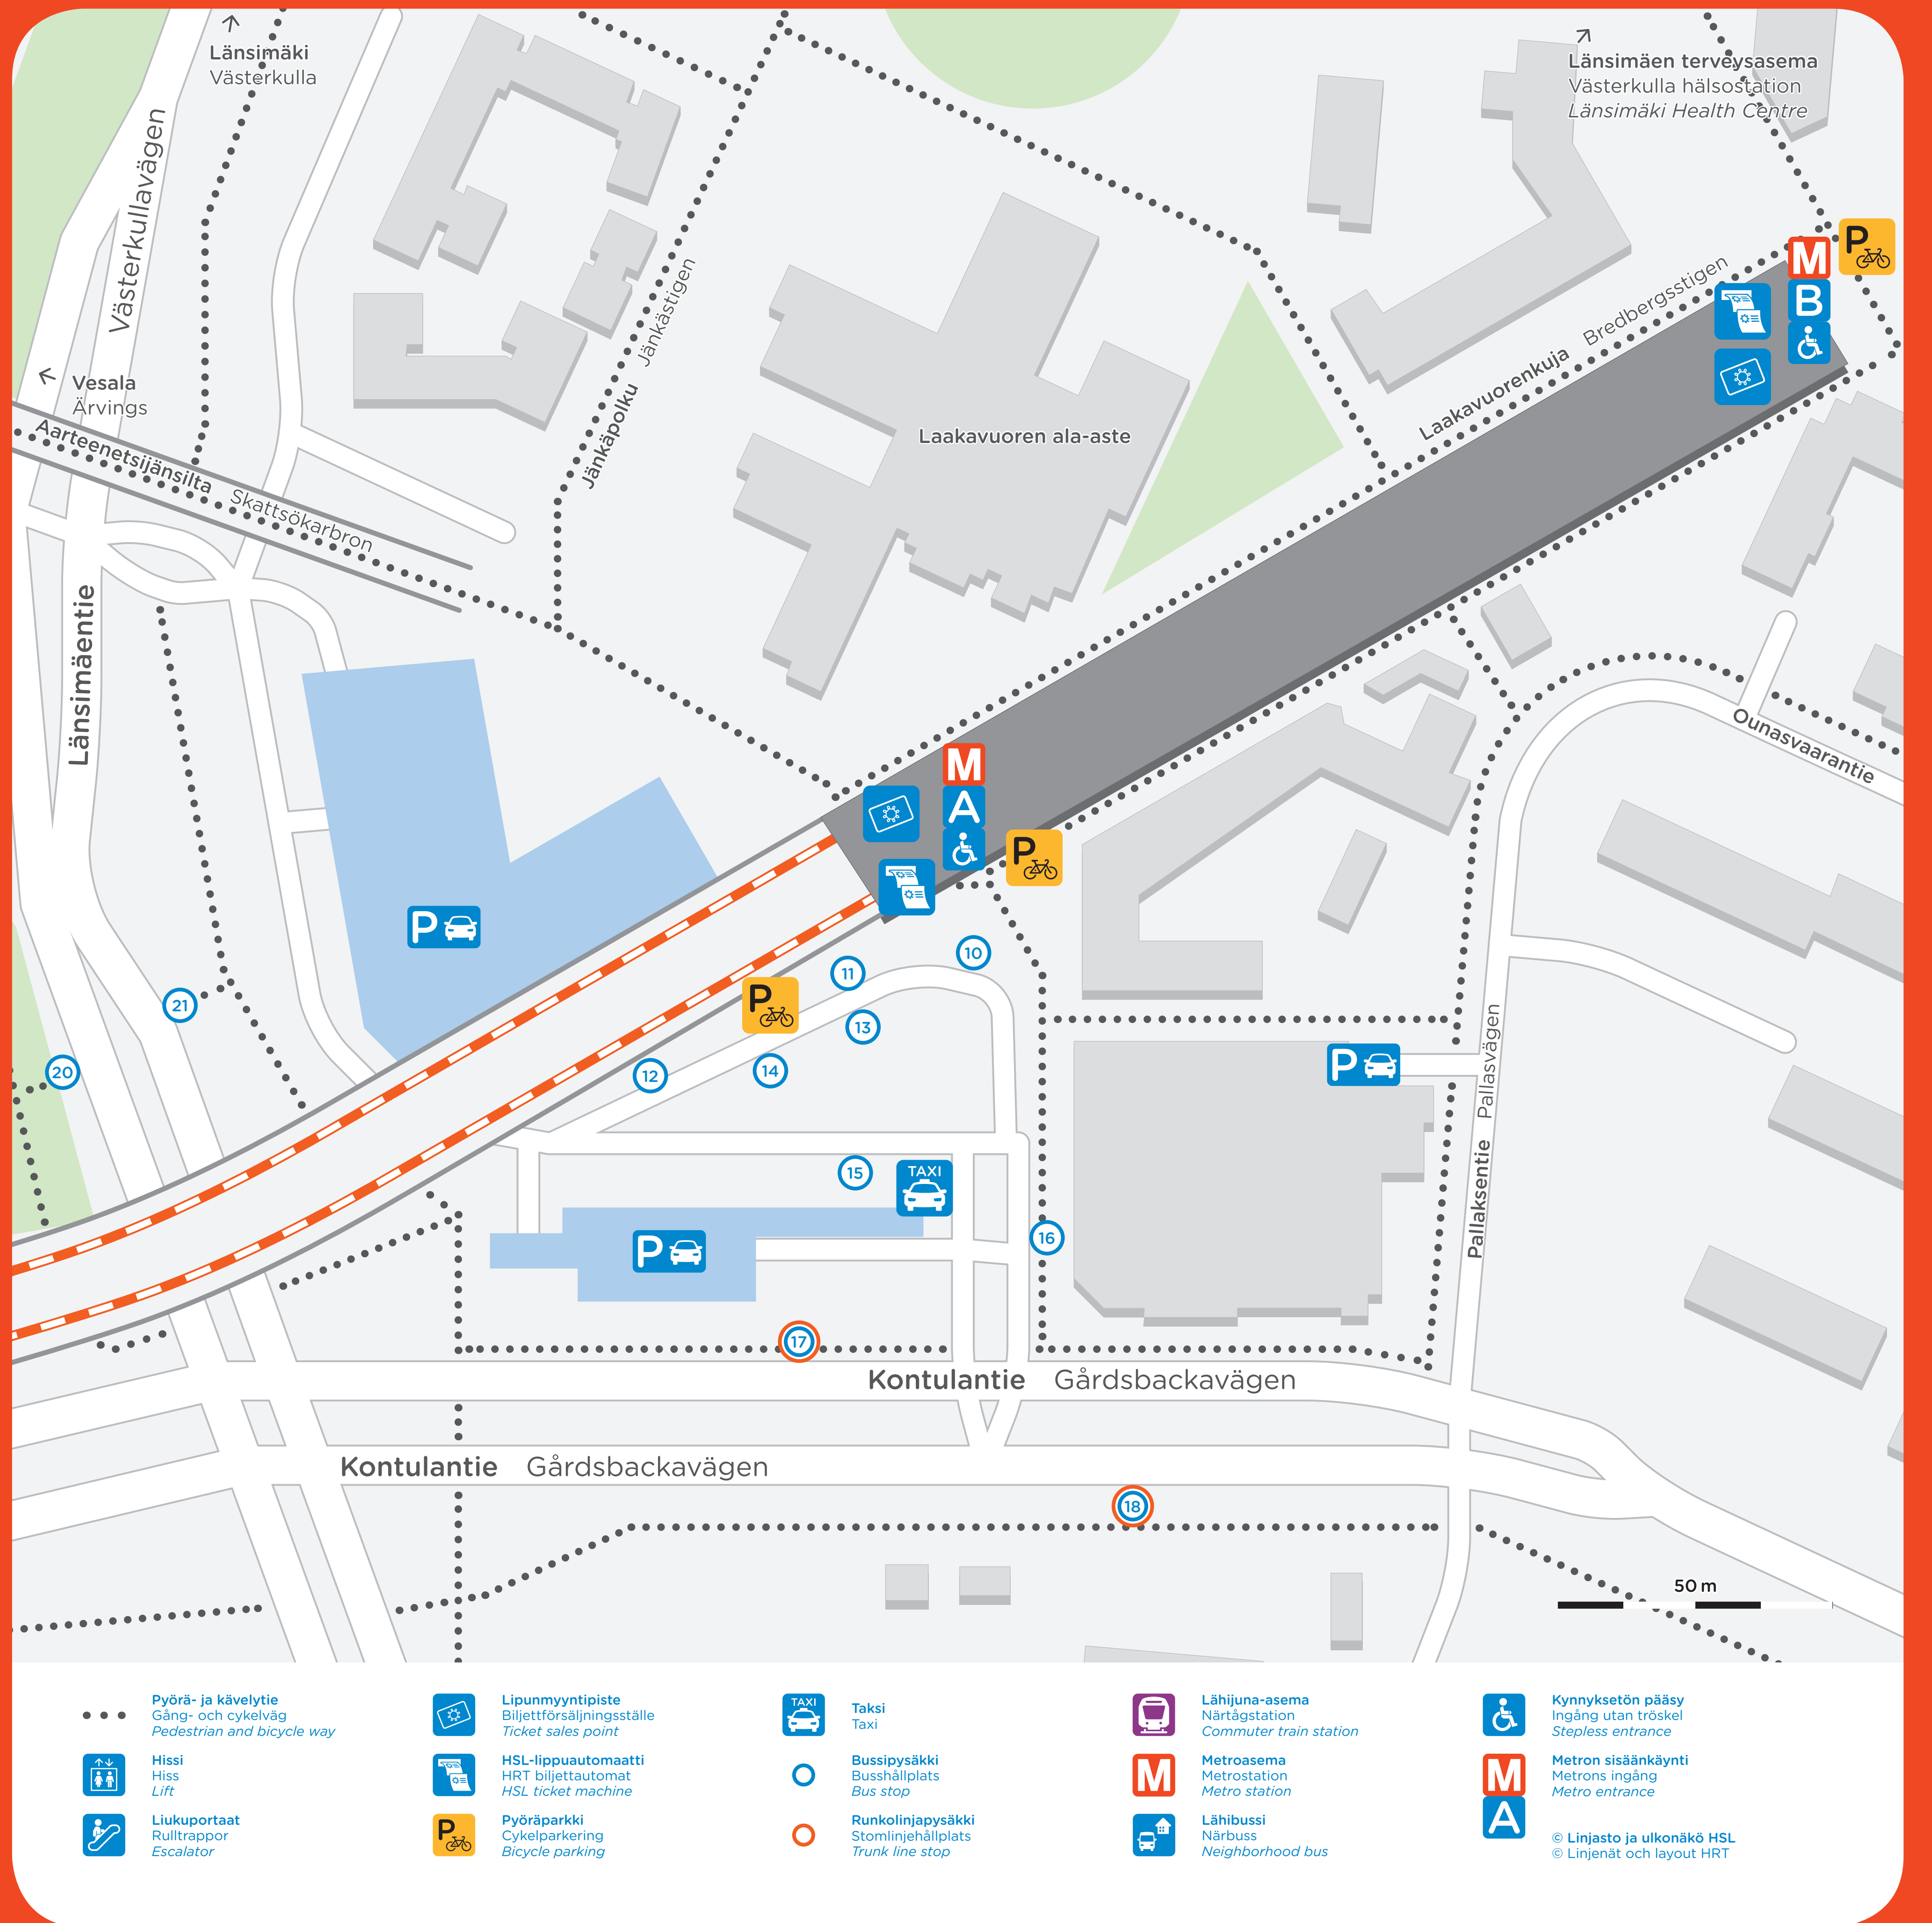 Länsimäki
Västerkulla
Länsimäen terveysasema
Västerkulla hälsostation
Länsimäki Health Centre
Västerkullavägen
P
M
B
Bredbergsstigen
Laakavuorenkuja
Jänkästigen
Jänkäpolku
Vesala
Ärvings
Aarteenetsijänsilta Skattsökarbron
Laakavuoren ala-aste
Länsimäentie
Ounasvaarantie
M
A
P
P
10
11
P
13
21
20
12
14
P
Pallasvägen
Pallaksentie
15
TAXI
16
P
17
Kontulantie Gårdsbackavägen
Kontulantie Gårdsbackavägen
18
50 m
Pyörä- ja kävelytie
Gång- och cykelväg
Pedestrian and bicycle way
Hissi
Hiss
Lift
Liukuportaat
Rulltrappor
Escalator
Lipunmyyntipiste
Biljettförsäljningsställe
Ticket sales point
HSL-lippuautomaatti
HRT biljettautomat
HSL ticket machine
P
Pyöräparkki
Cykelparkering
Bicycle parking
TAXI
Taksi
Taxi
Bussipysäkki
Busshållplats
Bus stop
Runkolinjapysäkki
Stomlinjehållplats
Trunk line stop
Lähijuna-asema
Närtågstation
Commuter train station
M
Metroasema
Metrostation
Metro station
Lähibussi
Närbuss
Neighborhood bus
Kynnyksetön pääsy
Ingång utan tröskel
Stepless entrance
M
A
Metron sisäänkäynti
Metrons ingång
Metro entrance
© Linjasto ja ulkonäkö HSL
© Linjenät och layout HRT